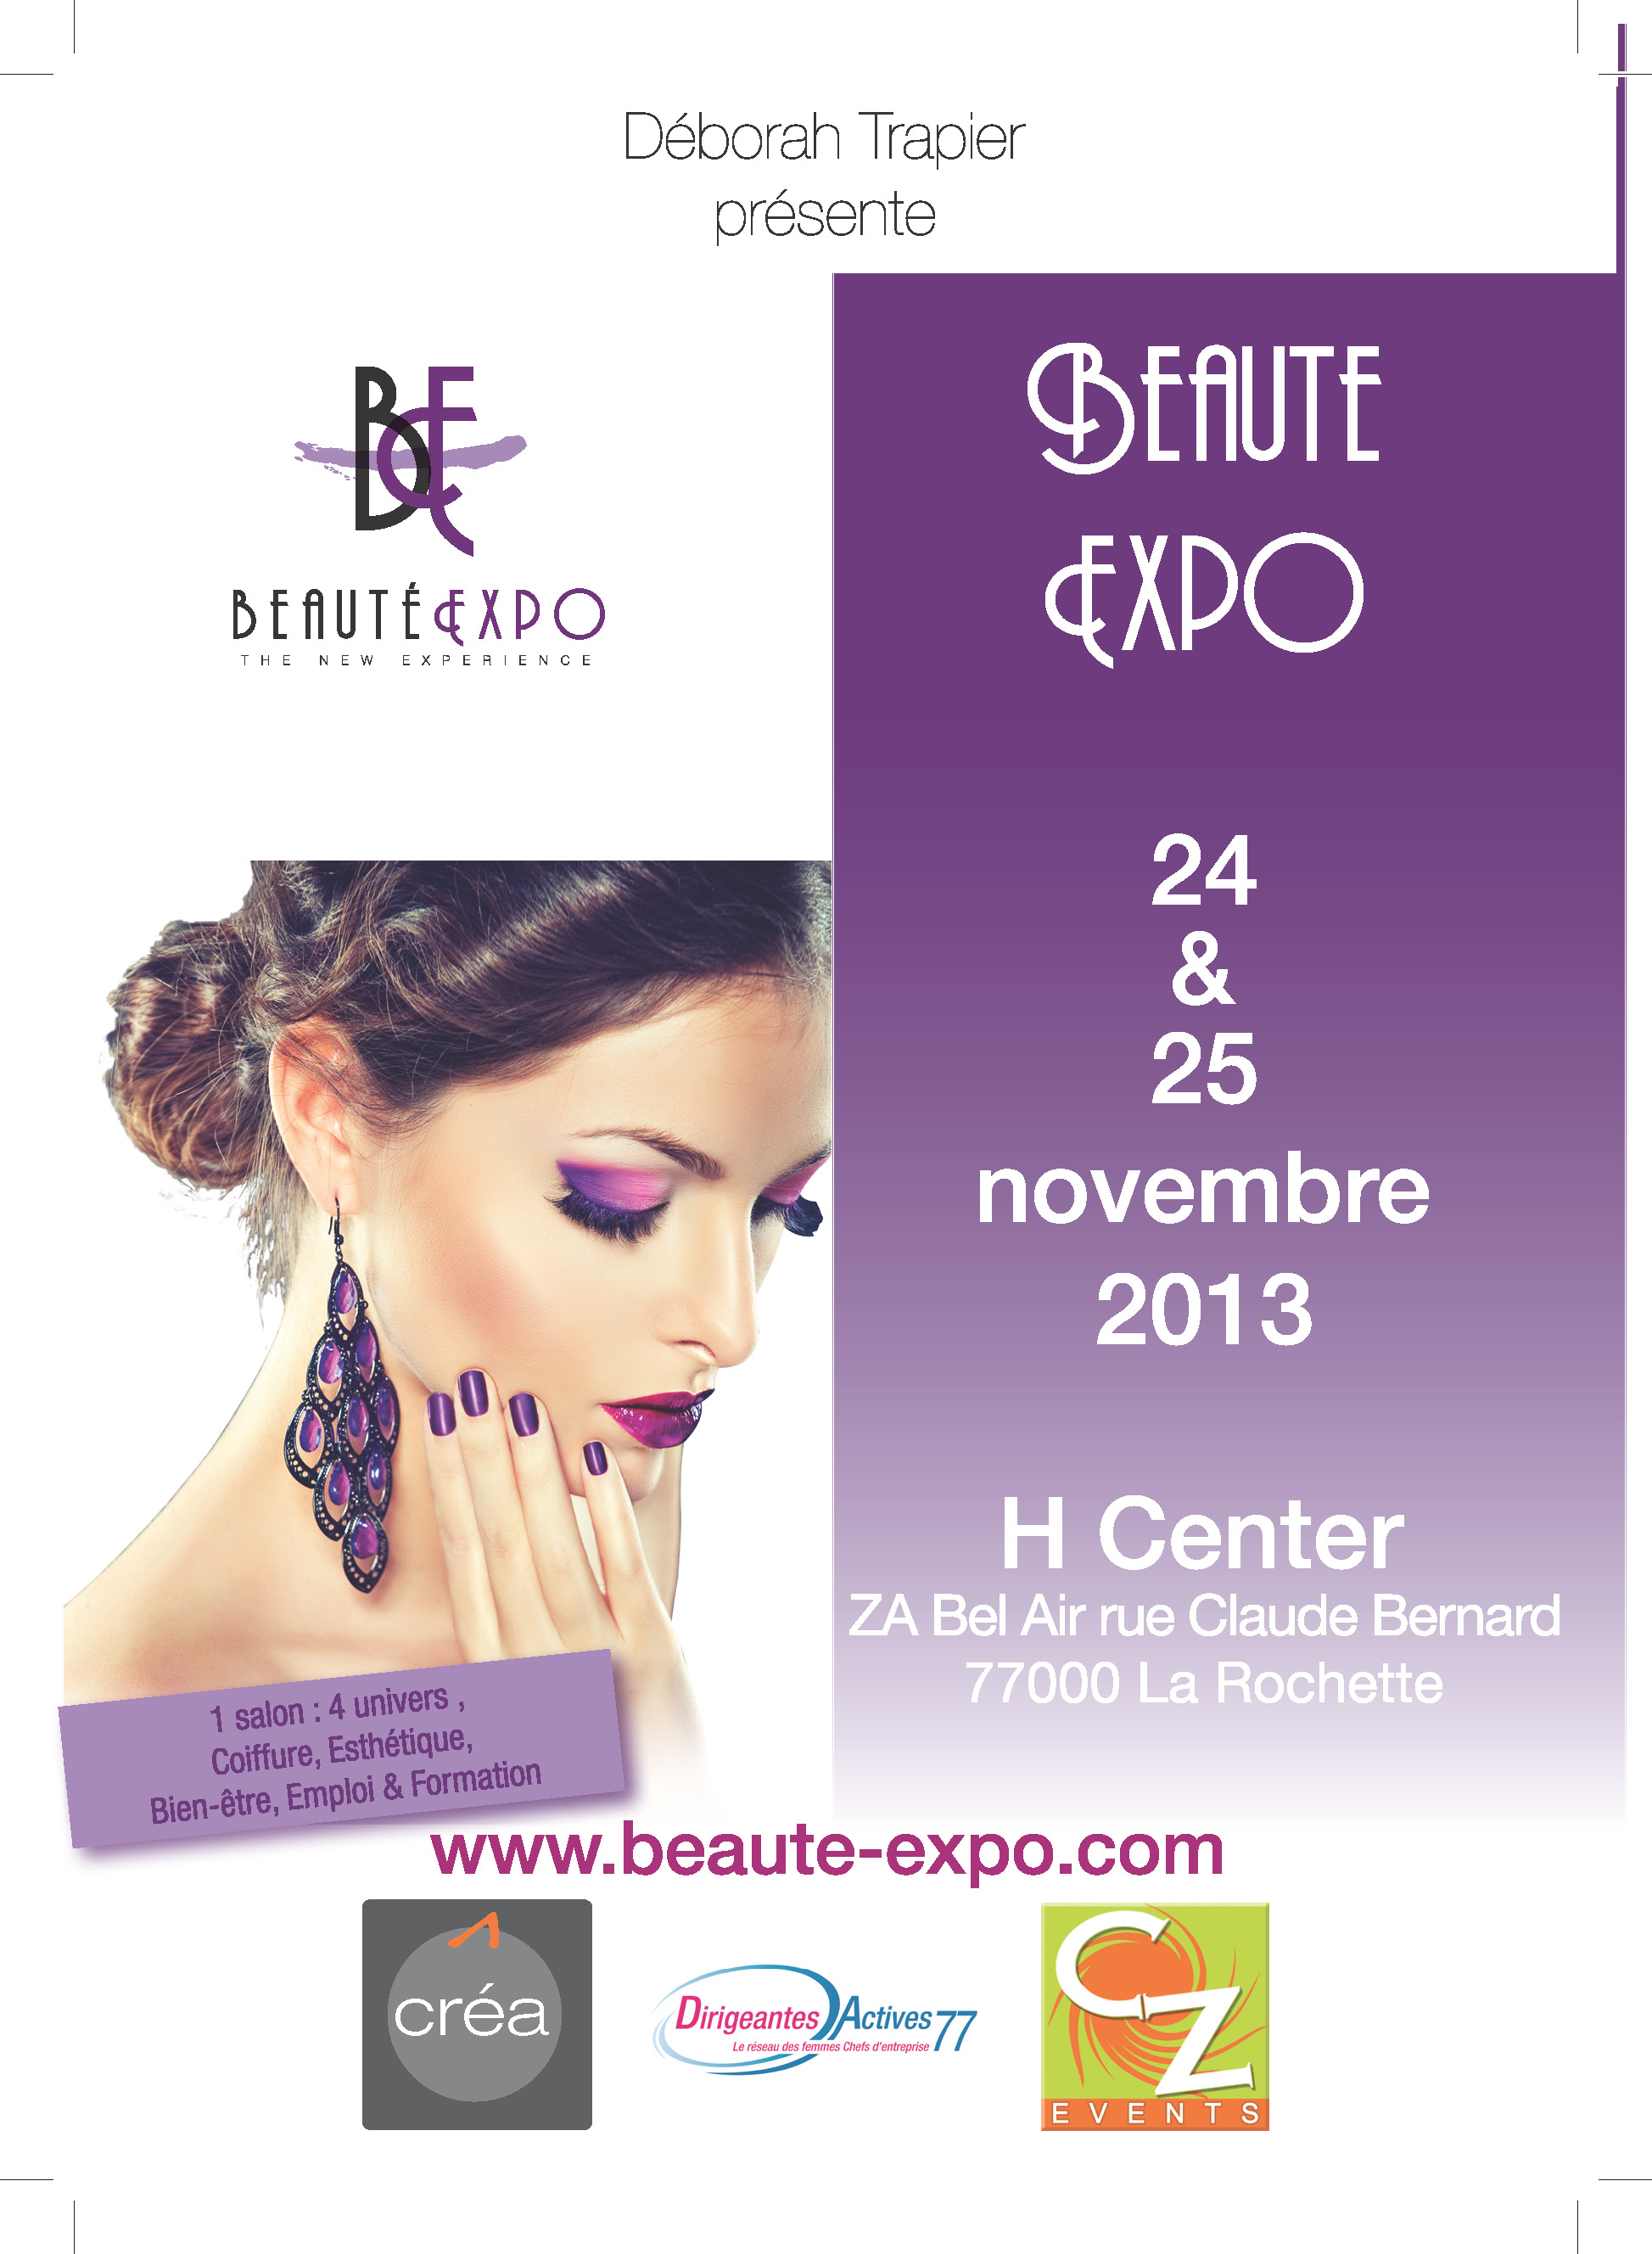 Déborah Trapier
présente
BE
BEAUTÉ EXPO
THE NEW EXPERIENCE
BEAUTE
EXPO
24
&
25
novembre
2013
H Center
ZA Bel Air rue Claude Bernard
77000 La Rochette
1 salon : 4 univers ,
Coiffure, Esthétique,
Bien-être, Emploi & Formation
www.beaute-expo.com
créa
Dirigeantes Actives 77
Le réseau des femmes Chefs d'entreprise
CZ
EVENTS